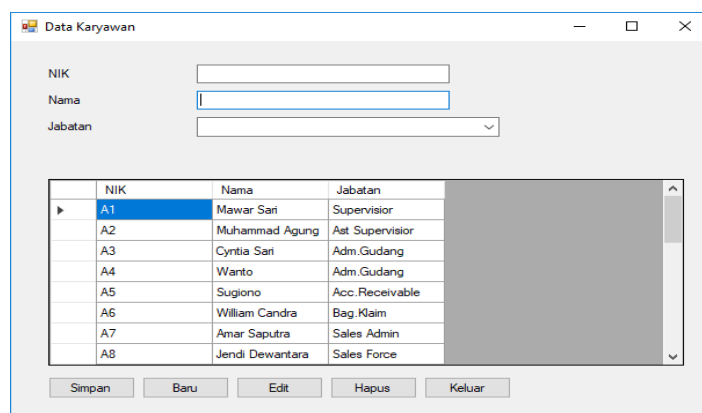 Data Karyawan
NIK
Nama
Jabatan
NIK Nama Jabatan
A1 Mawar Sari Supervisior
A2 Muhammad Agung Ast Supervisior
A3 Cyntia Sari Adm.Gudang
A4 Wanto Adm.Gudang
A5 Sugiono Acc.Receivable
A6 William Candra Bag.Klaim
A7 Amar Saputra Sales Admin
A8 Jendi Dewantara Sales Force
Simpan Baru Edit Hapus Keluar